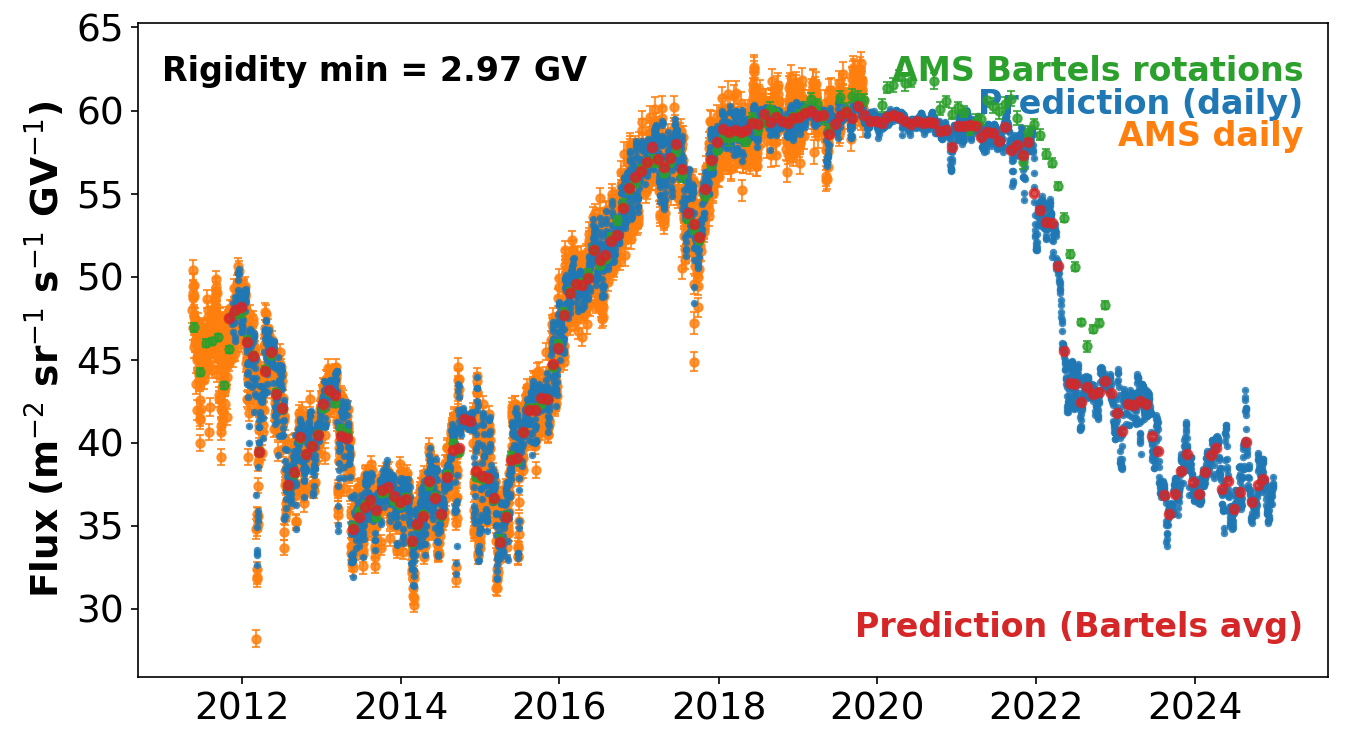 65
60
55
50
45
40
35
30
Flux (m⁻² sr⁻¹ s⁻¹ GV⁻¹)
Rigidity min = 2.97 GV
AMS Bartels rotations
Prediction (daily)
AMS daily
Prediction (Bartels avg)
2012 2014 2016 2018 2020 2022 2024